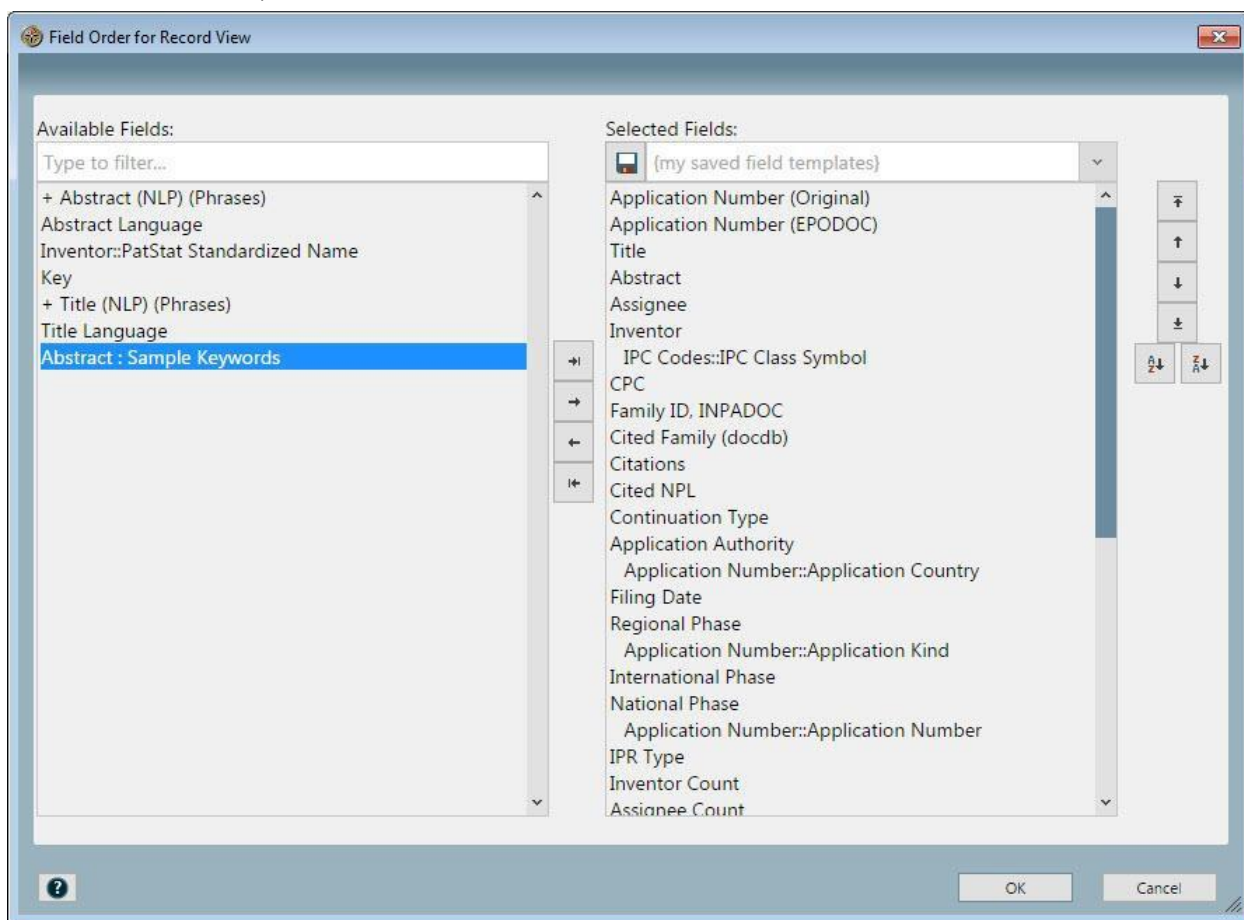 Field Order for Record View
Available Fields:
Type to filter...
+ Abstract (NLP) (Phrases)
Abstract Language
Inventor::PatStat Standardized Name
Key
+ Title (NLP) (Phrases)
Title Language
Abstract : Sample Keywords
Selected Fields:
{my saved field templates}
Application Number (Original)
Application Number (EPODOC)
Title
Abstract
Assignee
Inventor
IPC Codes::IPC Class Symbol
CPC
Family ID, INPADOC
Cited Family (docdb)
Citations
Cited NPL
Continuation Type
Application Authority
Application Number::Application Country
Filing Date
Regional Phase
Application Number::Application Kind
International Phase
National Phase
Application Number::Application Number
IPR Type
Inventor Count
Assignee Count
A Z
Z A
?
OK
Cancel